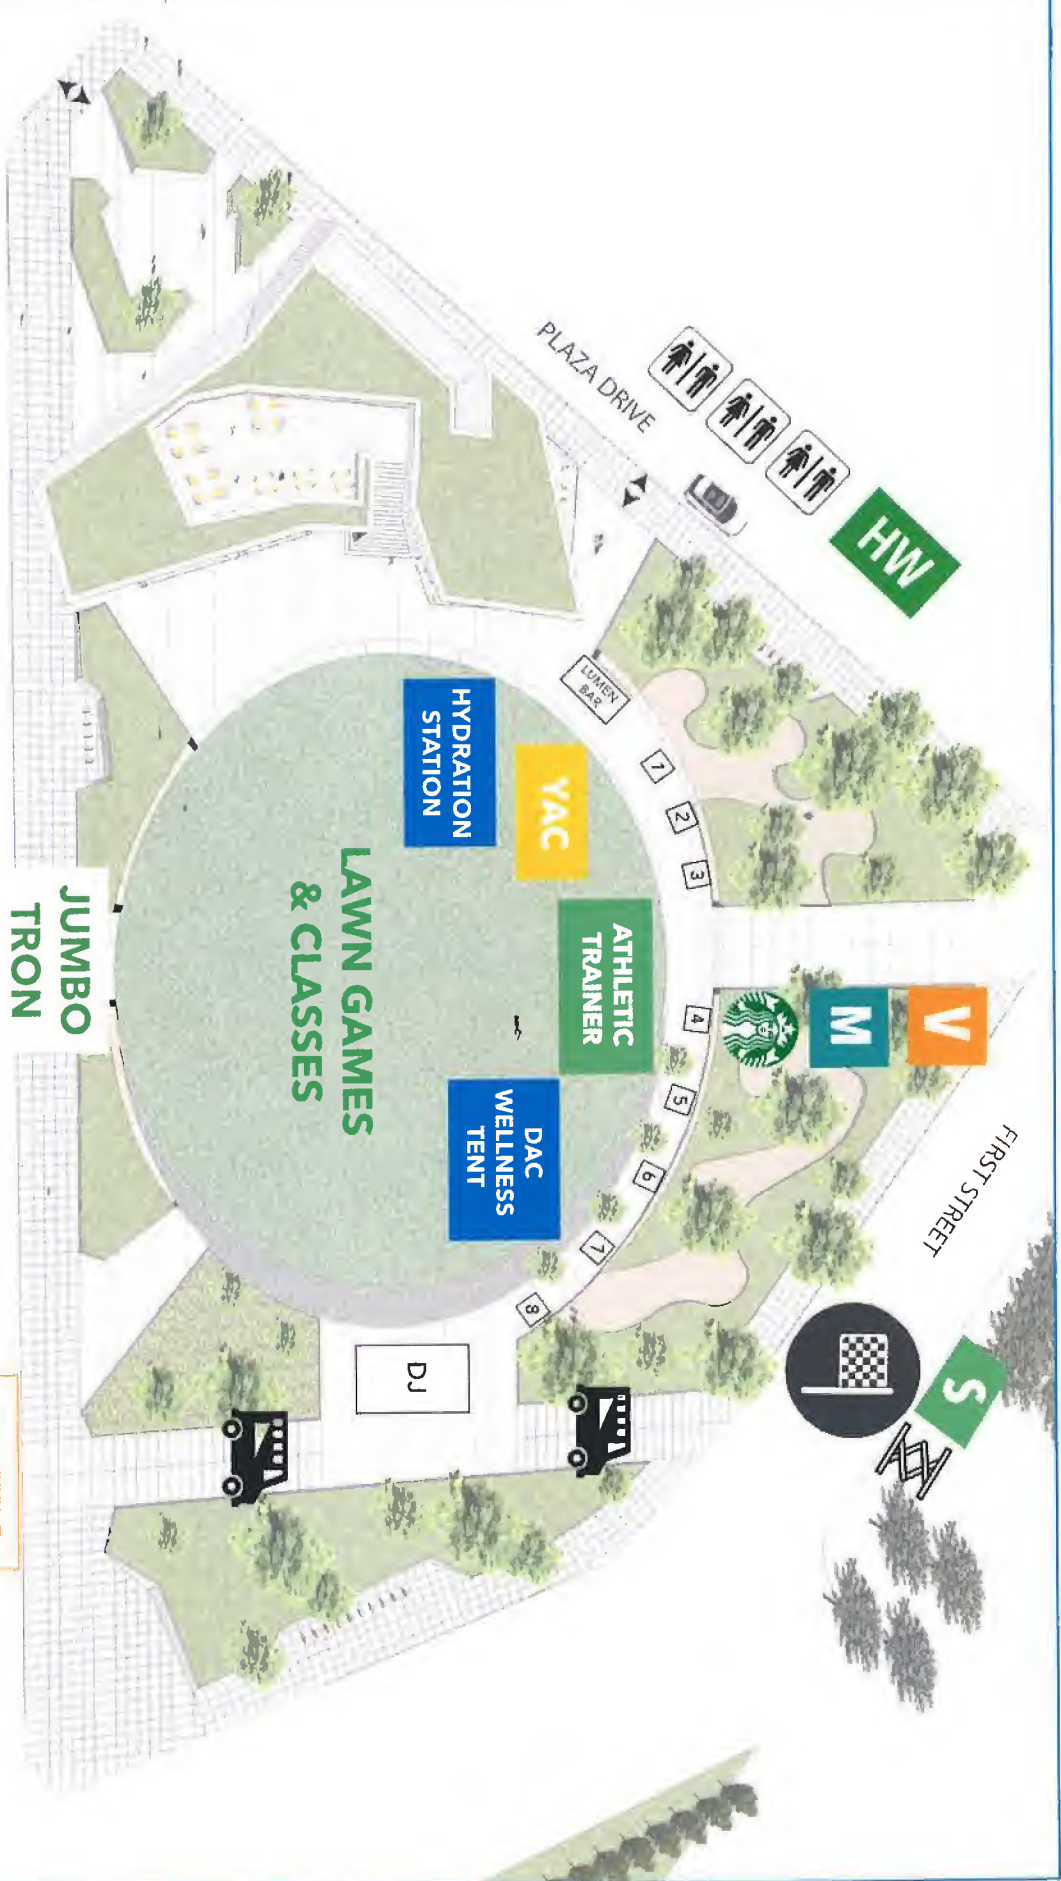 PLAZA DRIVE
HW
LUMEN
BAR
7
2
3
HYDRATION
STATION
YAC
ATHLETIC
TRAINER
V
M
4
5
6
1
8
FIRST STREET
DAC
WELLNESS
TENT
LAWN GAMES
& CLASSES
S
DJ
JUMBO
TRON